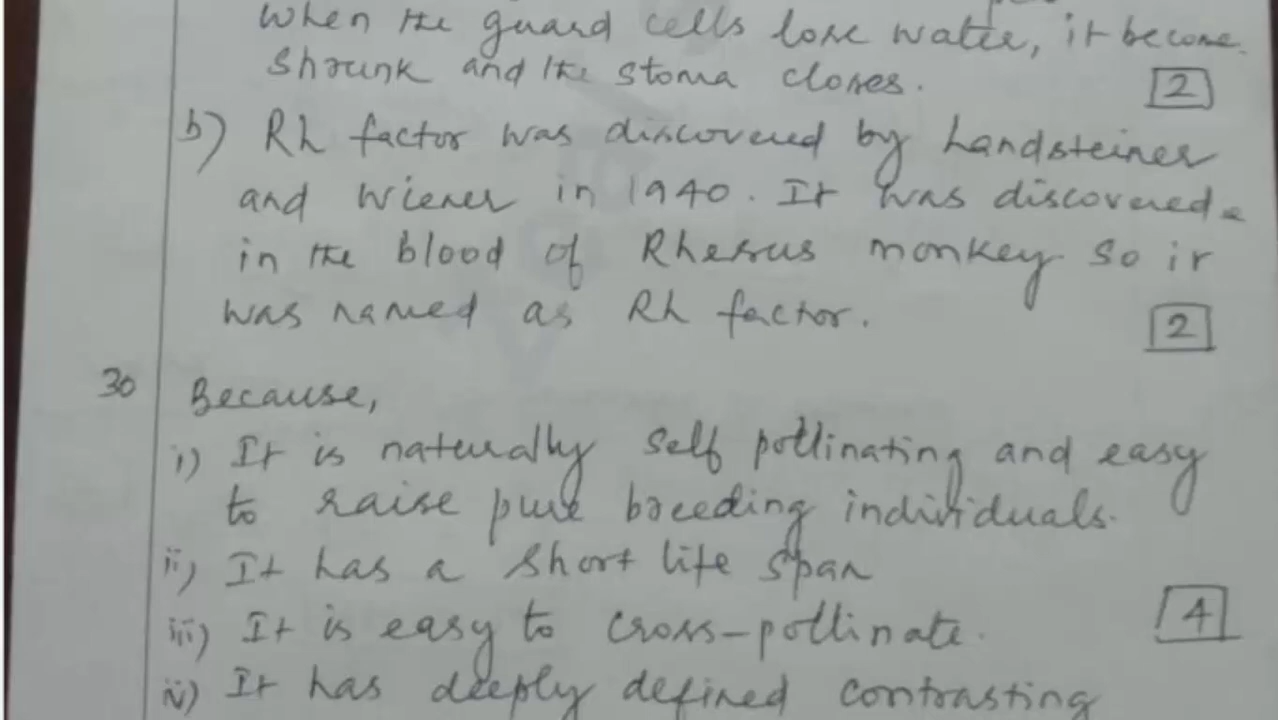 when the guard cells lose water, it become
shrunk and the stoma closes.
2
b) Rh factor was discovered by Landsteiner
and Wiener in 1940. It was discovered
in the blood of Rhesus monkey so it
was named as Rh factor.
2
30 Because,
i) It is naturally self pollinating and easy
to raise pure breeding individuals.
ii) It has a short life span
iii) It is easy to cross-pollinate.
4
iv) It has deeply defined contrasting